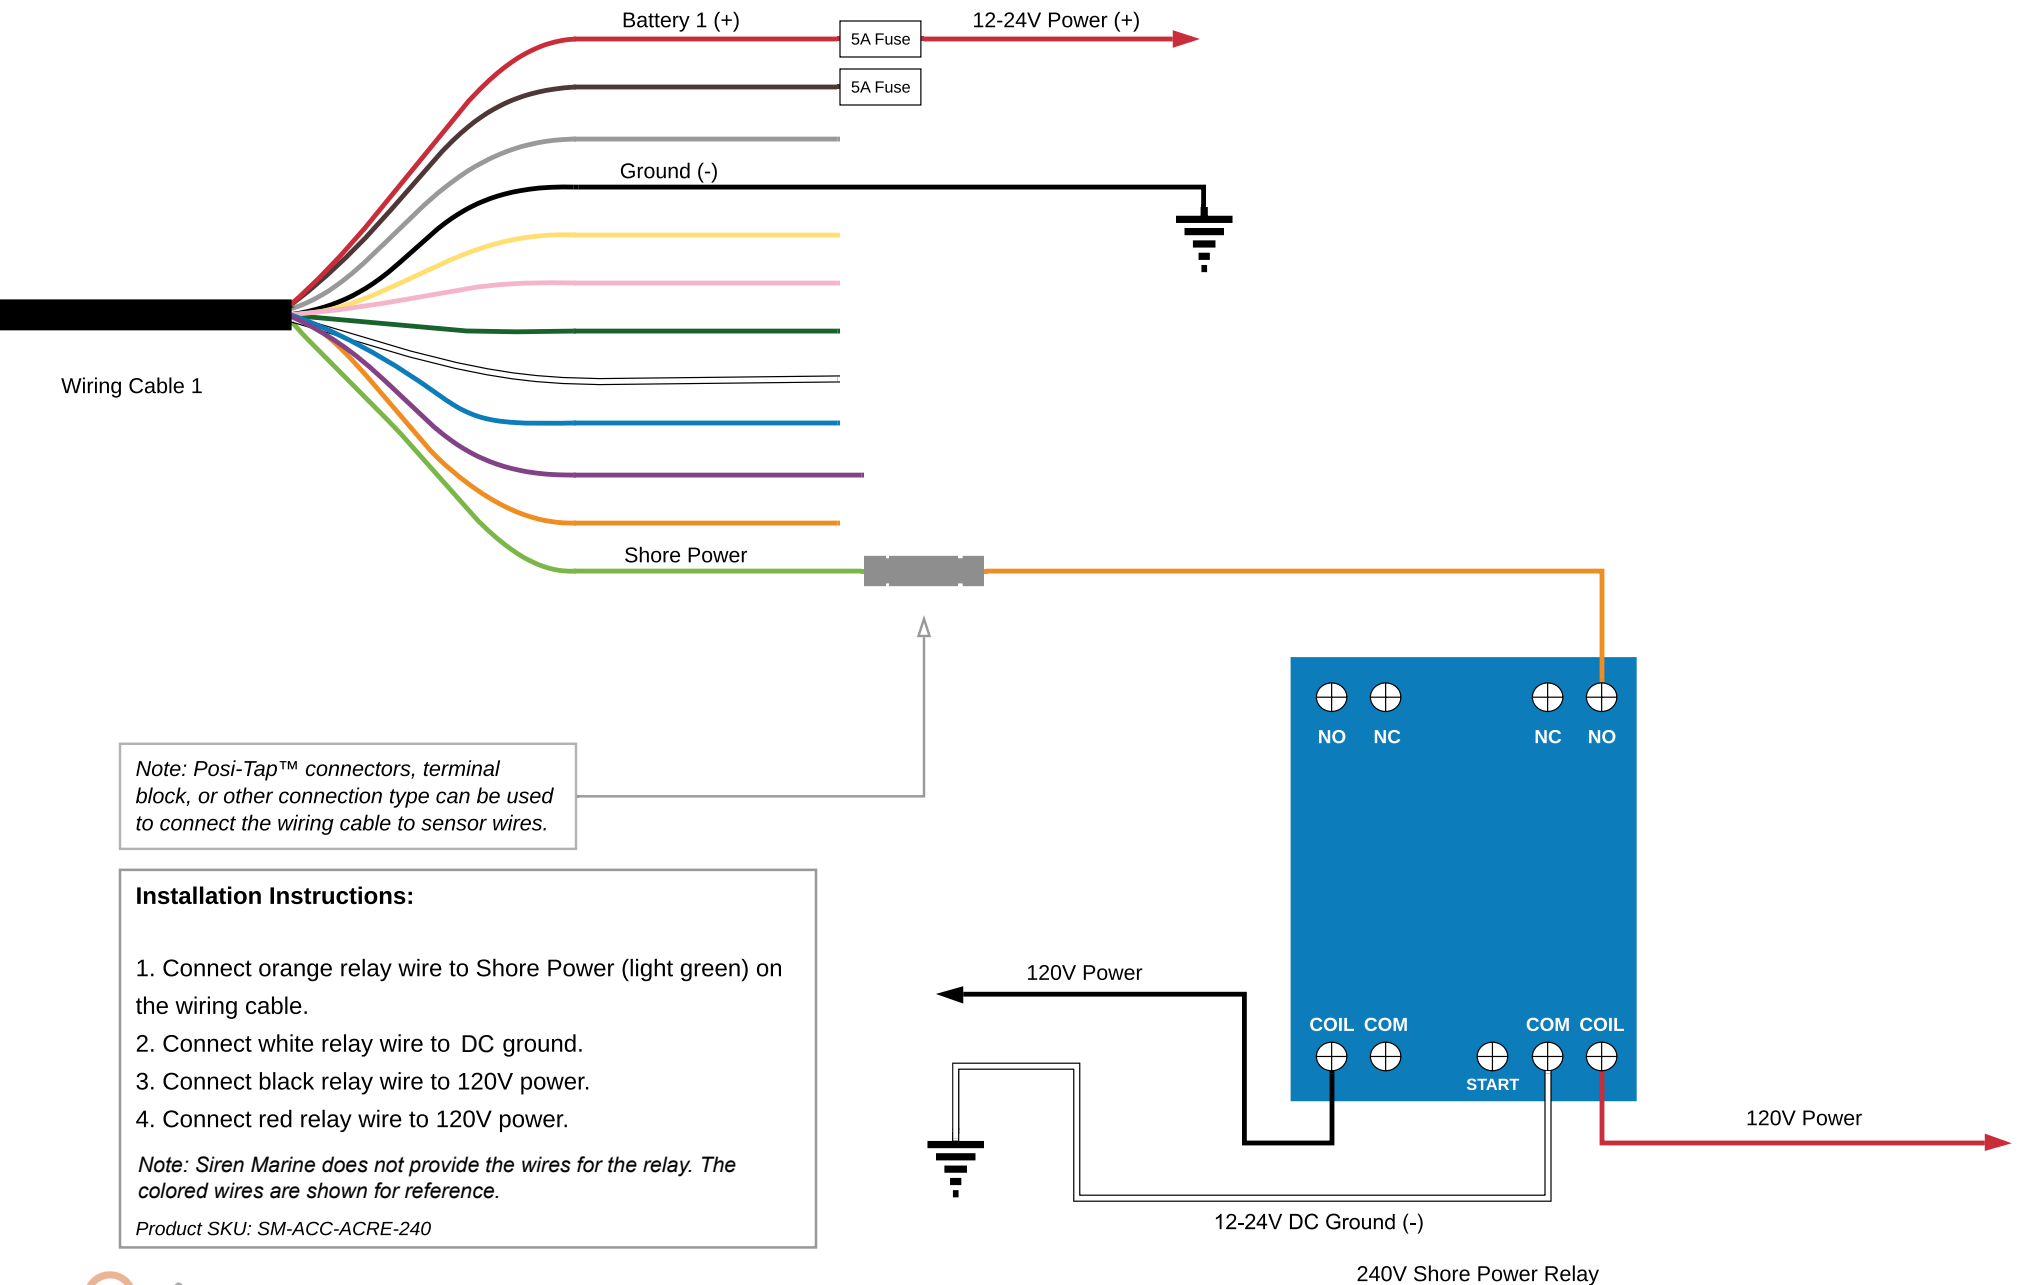 Battery 1 (+)
5A Fuse
12-24V Power (+)
5A Fuse
Ground (-)
Wiring Cable 1
Shore Power
NO
NC
NC
NO
Note: Posi-Tap™ connectors, terminal
block, or other connection type can be used
to connect the wiring cable to sensor wires.
Installation Instructions:
1. Connect orange relay wire to Shore Power (light green) on
the wiring cable.
2. Connect white relay wire to DC ground.
3. Connect black relay wire to 120V power.
4. Connect red relay wire to 120V power.
Note: Siren Marine does not provide the wires for the relay. The
colored wires are shown for reference.
Product SKU: SM-ACC-ACRE-240
120V Power
COIL
COM
COM
COIL
START
120V Power
12-24V DC Ground (-)
240V Shore Power Relay